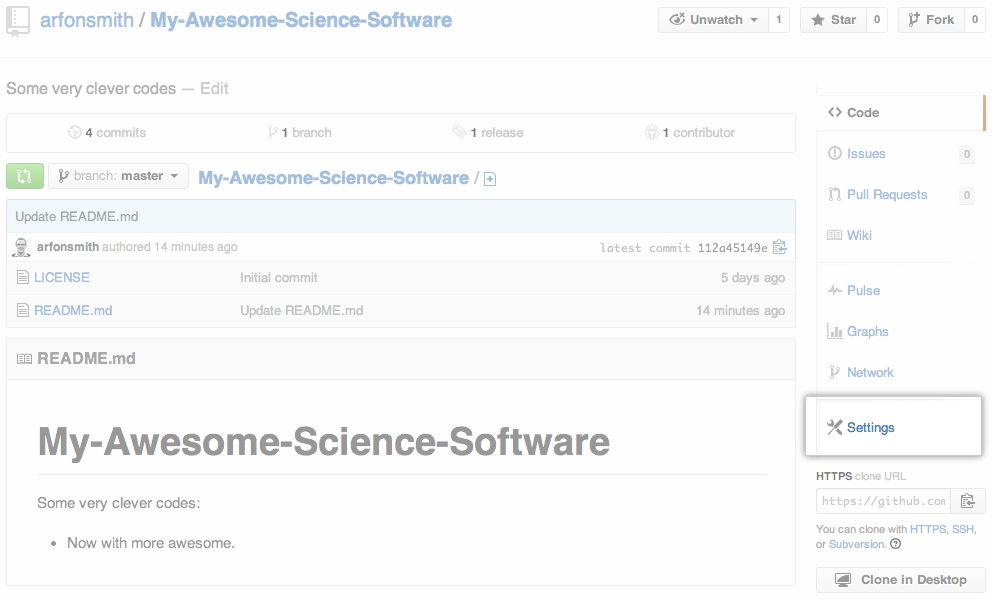 arfonsmith / My-Awesome-Science-Software
Unwatch 1
Star 0
Fork 0
Some very clever codes — Edit
4 commits
1 branch
1 release
1 contributor
branch: master
My-Awesome-Science-Software /
Update README.md
arfonsmith authored 14 minutes ago
latest commit 112a45149e
LICENSE Initial commit 5 days ago
README.md Update README.md 14 minutes ago
README.md
My-Awesome-Science-Software
Some very clever codes:
• Now with more awesome.
Code
Issues 0
Pull Requests 0
Wiki
Pulse
Graphs
Network
Settings
HTTPS clone URL
https://github.com
You can clone with HTTPS, SSH,
or Subversion.
Clone in Desktop